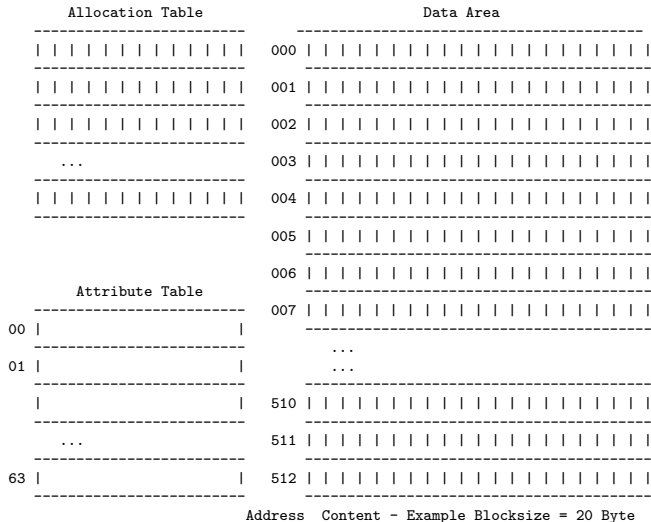 Allocation Table Data Area
------------------------- -----------------------------------------
| | | | | | | | | | | | | 000 | | | | | | | | | | | | | | | | | | | | |
------------------------- -----------------------------------------
| | | | | | | | | | | | | 001 | | | | | | | | | | | | | | | | | | | | |
------------------------- -----------------------------------------
| | | | | | | | | | | | | 002 | | | | | | | | | | | | | | | | | | | | |
------------------------- -----------------------------------------
... 003 | | | | | | | | | | | | | | | | | | | | |
------------------------- -----------------------------------------
| | | | | | | | | | | | | 004 | | | | | | | | | | | | | | | | | | | | |
------------------------- -----------------------------------------
005 | | | | | | | | | | | | | | | | | | | | |
-----------------------------------------
006 | | | | | | | | | | | | | | | | | | | | |
Attribute Table -----------------------------------------
------------------------- 007 | | | | | | | | | | | | | | | | | | | | |
00 | | -----------------------------------------
------------------------- ...
01 | | ...
------------------------- -----------------------------------------
| | 510 | | | | | | | | | | | | | | | | | | | | |
------------------------- -----------------------------------------
... 511 | | | | | | | | | | | | | | | | | | | | |
------------------------- -----------------------------------------
63 | | 512 | | | | | | | | | | | | | | | | | | | | |
------------------------- -----------------------------------------
Address Content - Example Blocksize = 20 Byte